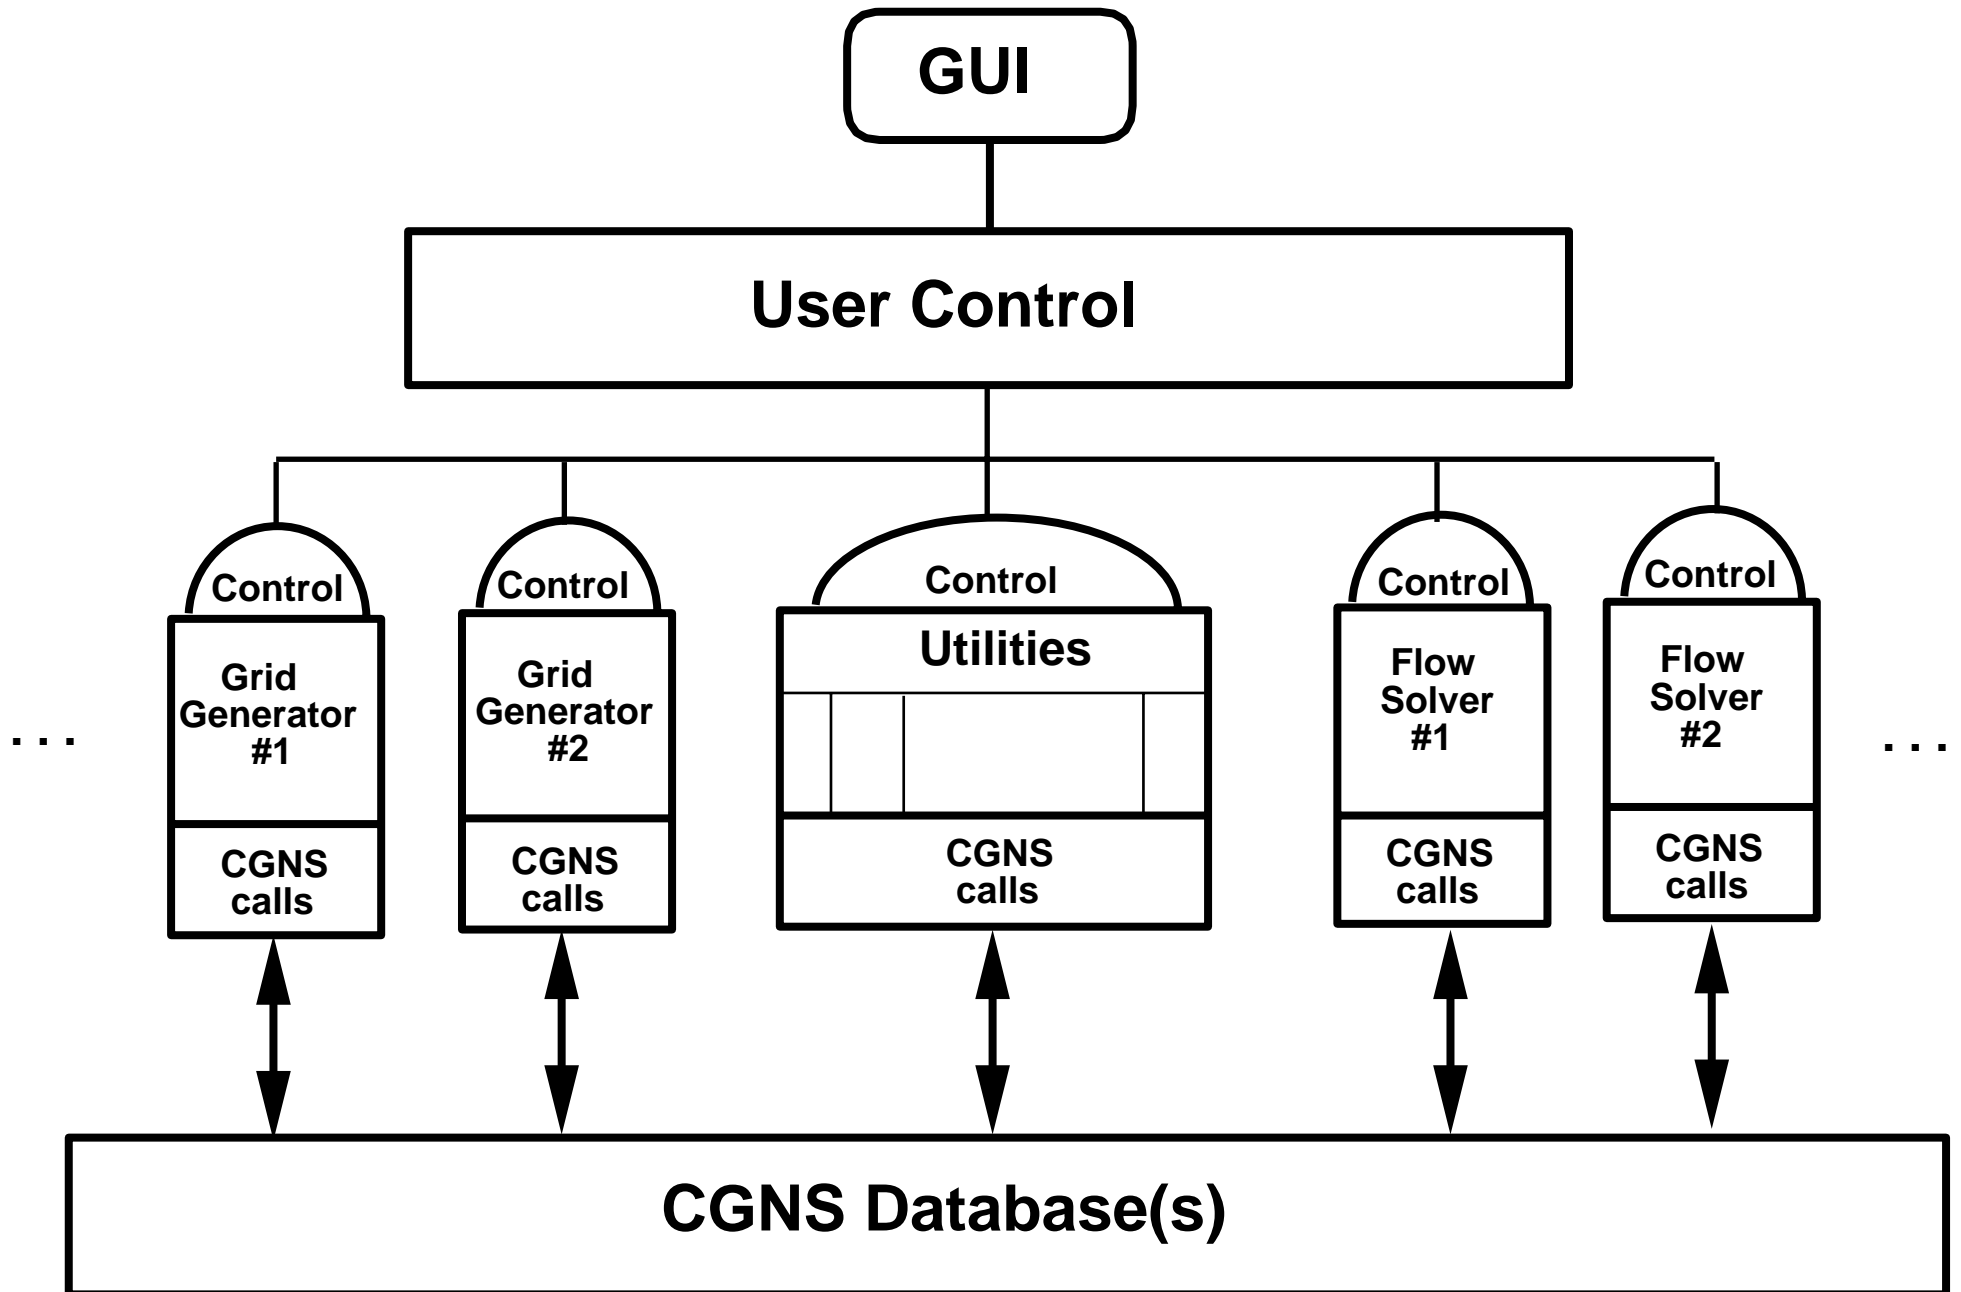 GUI
User Control
Control
Grid
Generator
#1
CGNS
calls
Control
Grid
Generator
#2
CGNS
calls
Control
Utilities
CGNS
calls
Control
Flow
Solver
#1
CGNS
calls
Control
Flow
Solver
#2
CGNS
calls
. . .
. . .
CGNS Database(s)